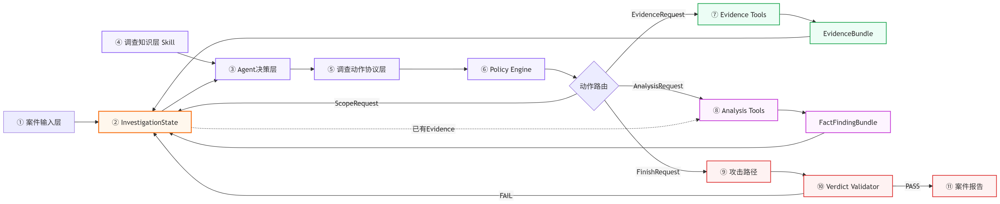 ① 案件输入层
② InvestigationState
④ 调查知识层 Skill
③ Agent决策层
⑤ 调查动作协议层
⑥ Policy Engine
动作路由
EvidenceRequest
⑦ Evidence Tools
EvidenceBundle
AnalysisRequest
⑧ Analysis Tools
FactFindingBundle
ScopeRequest
已有Evidence
FinishRequest
⑨ 攻击路径
⑩ Verdict Validator
PASS
⑪ 案件报告
FAIL